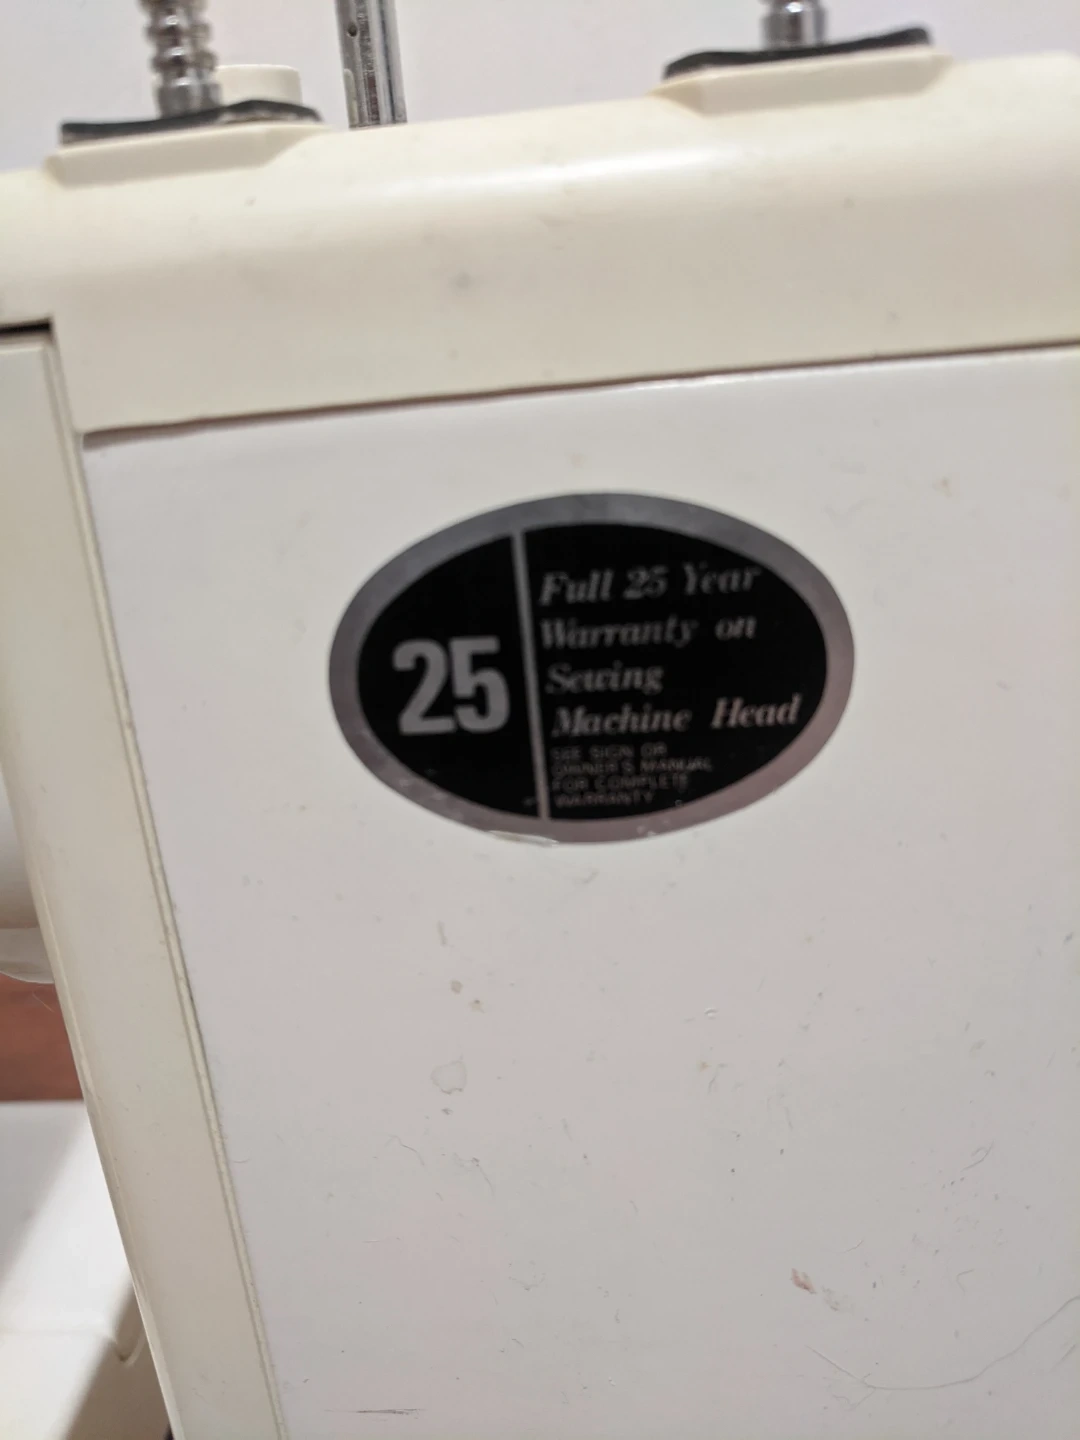 25
Full 25 Year
Warranty on
Sewing
Machine Head
SEE SIGN OR
OWNER'S MANUAL
FOR COMPLETE
WARRANTY